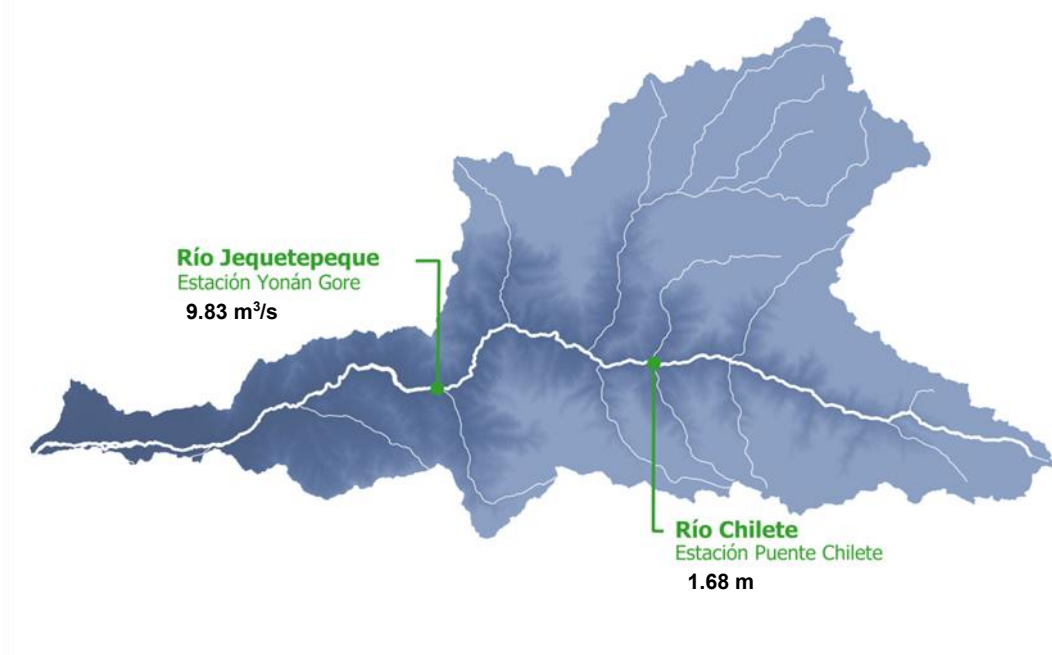 Río Jequetepeque
Estación Yonán Gore
9.83 m³/s
Río Chilete
Estación Puente Chilete
1.68 m